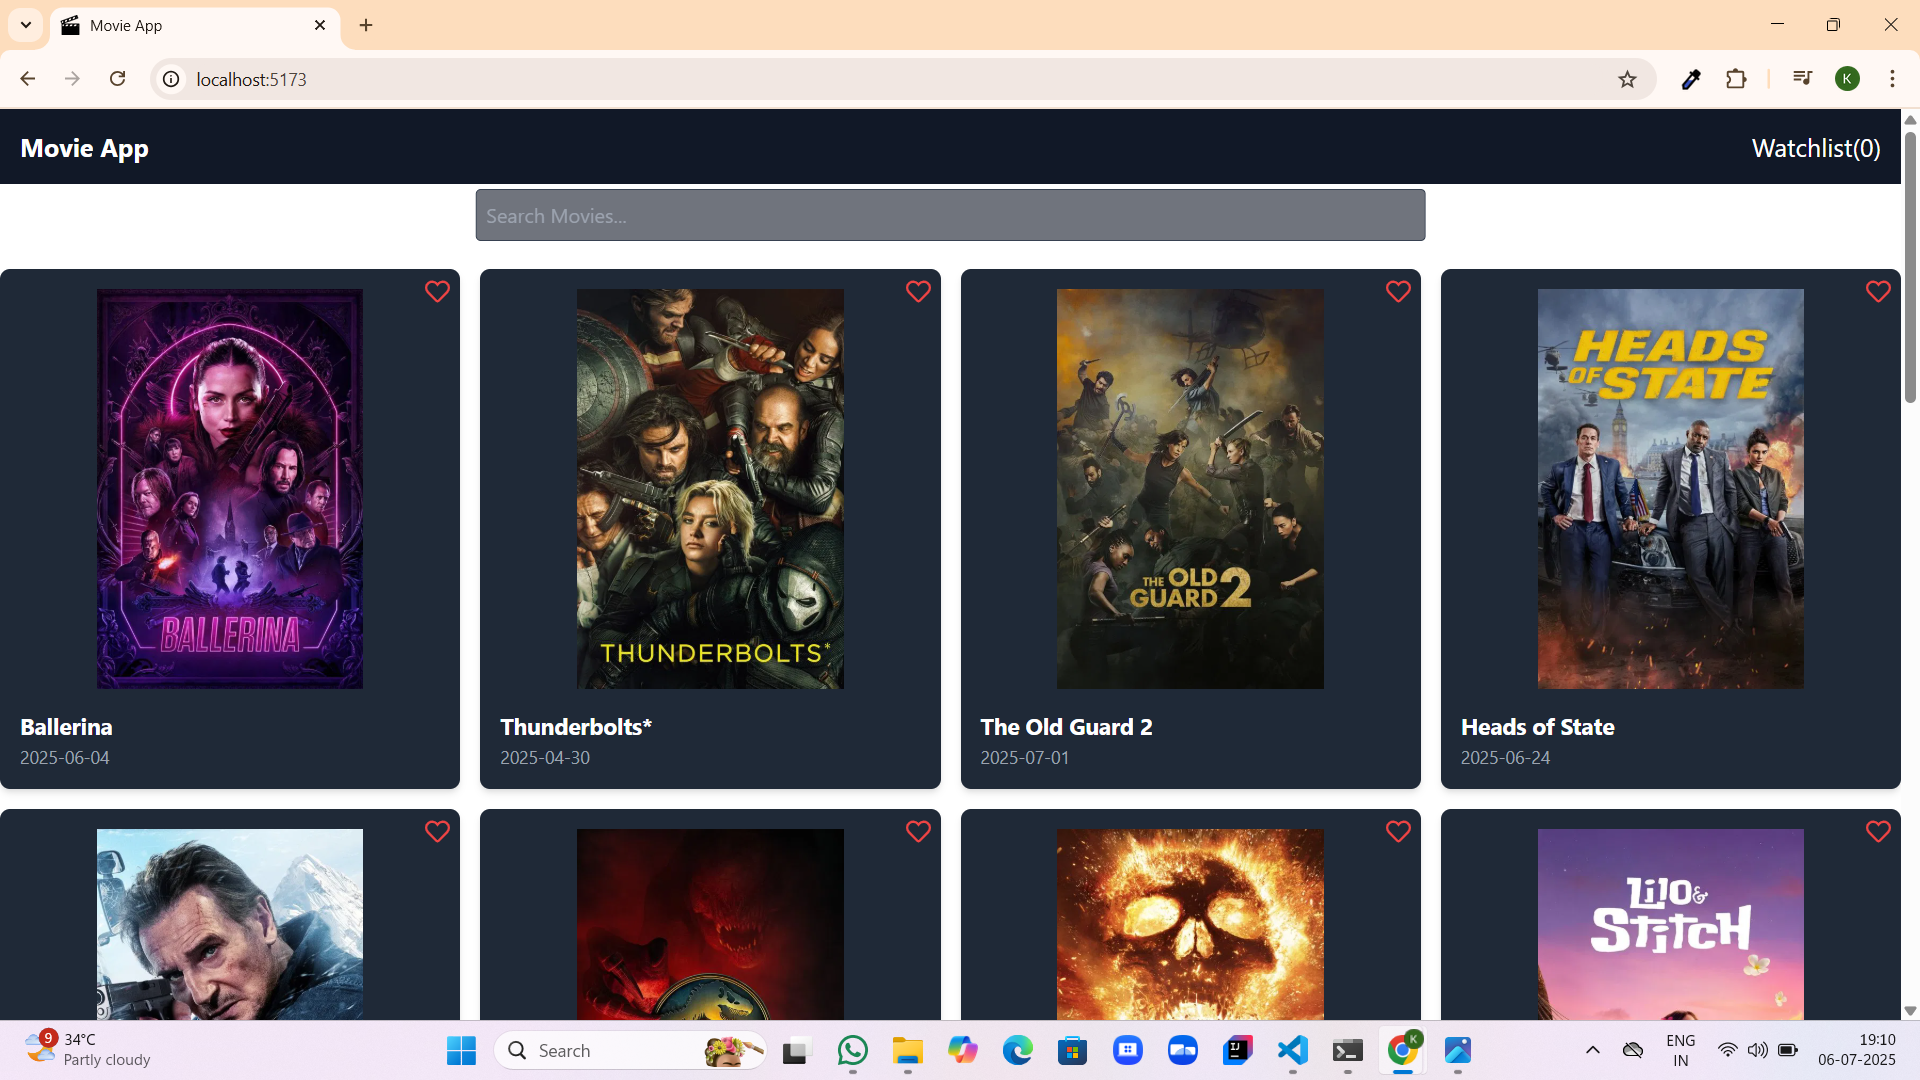 Movie App
localhost:5173
K
Movie App
Watchlist(0)
Search Movies...
HEADS
OF STATE
THE OLD
GUARD 2
BALLERINA
THUNDERBOLTS*
Ballerina
Thunderbolts*
The Old Guard 2
Heads of State
2025-06-04
2025-04-30
2025-07-01
2025-06-24
Lilo &
Stitch
9
34°C
Partly cloudy
Search
IJ
K
ENG
IN
19:10
06-07-2025